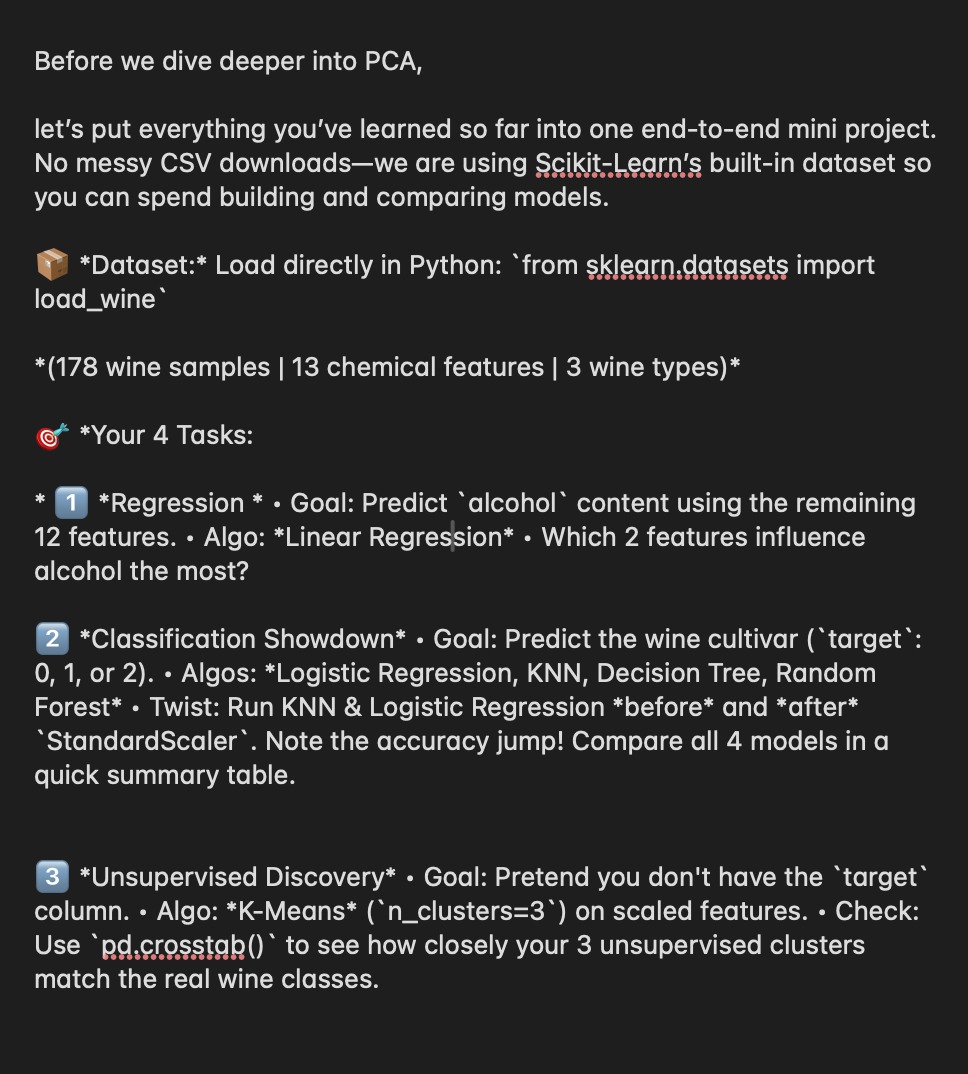 Before we dive deeper into PCA,
let’s put everything you’ve learned so far into one end-to-end mini project.
No messy CSV downloads—we are using Scikit-Learn’s built-in dataset so
you can spend building and comparing models.
📦 *Dataset:* Load directly in Python: `from sklearn.datasets import
load_wine`
*(178 wine samples | 13 chemical features | 3 wine types)*
🎯 *Your 4 Tasks:
* 1️⃣ *Regression * • Goal: Predict `alcohol` content using the remaining
12 features. • Algo: *Linear Regression* • Which 2 features influence
alcohol the most?
2️⃣ *Classification Showdown* • Goal: Predict the wine cultivar (`target`:
0, 1, or 2). • Algos: *Logistic Regression, KNN, Decision Tree, Random
Forest* • Twist: Run KNN & Logistic Regression *before* and *after*
`StandardScaler`. Note the accuracy jump! Compare all 4 models in a
quick summary table.
3️⃣ *Unsupervised Discovery* • Goal: Pretend you don't have the `target`
column. • Algo: *K-Means* (`n_clusters=3`) on scaled features. • Check:
Use `pd.crosstab()` to see how closely your 3 unsupervised clusters
match the real wine classes.